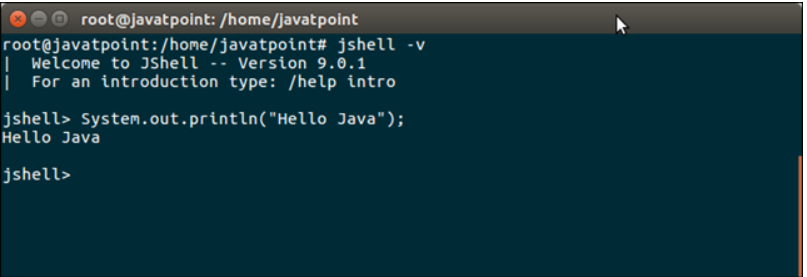 root@javatpoint: /home/javatpoint
root@javatpoint:/home/javatpoint# jshell -v
|  Welcome to JShell -- Version 9.0.1
|  For an introduction type: /help intro
jshell> System.out.println("Hello Java");
Hello Java
jshell>